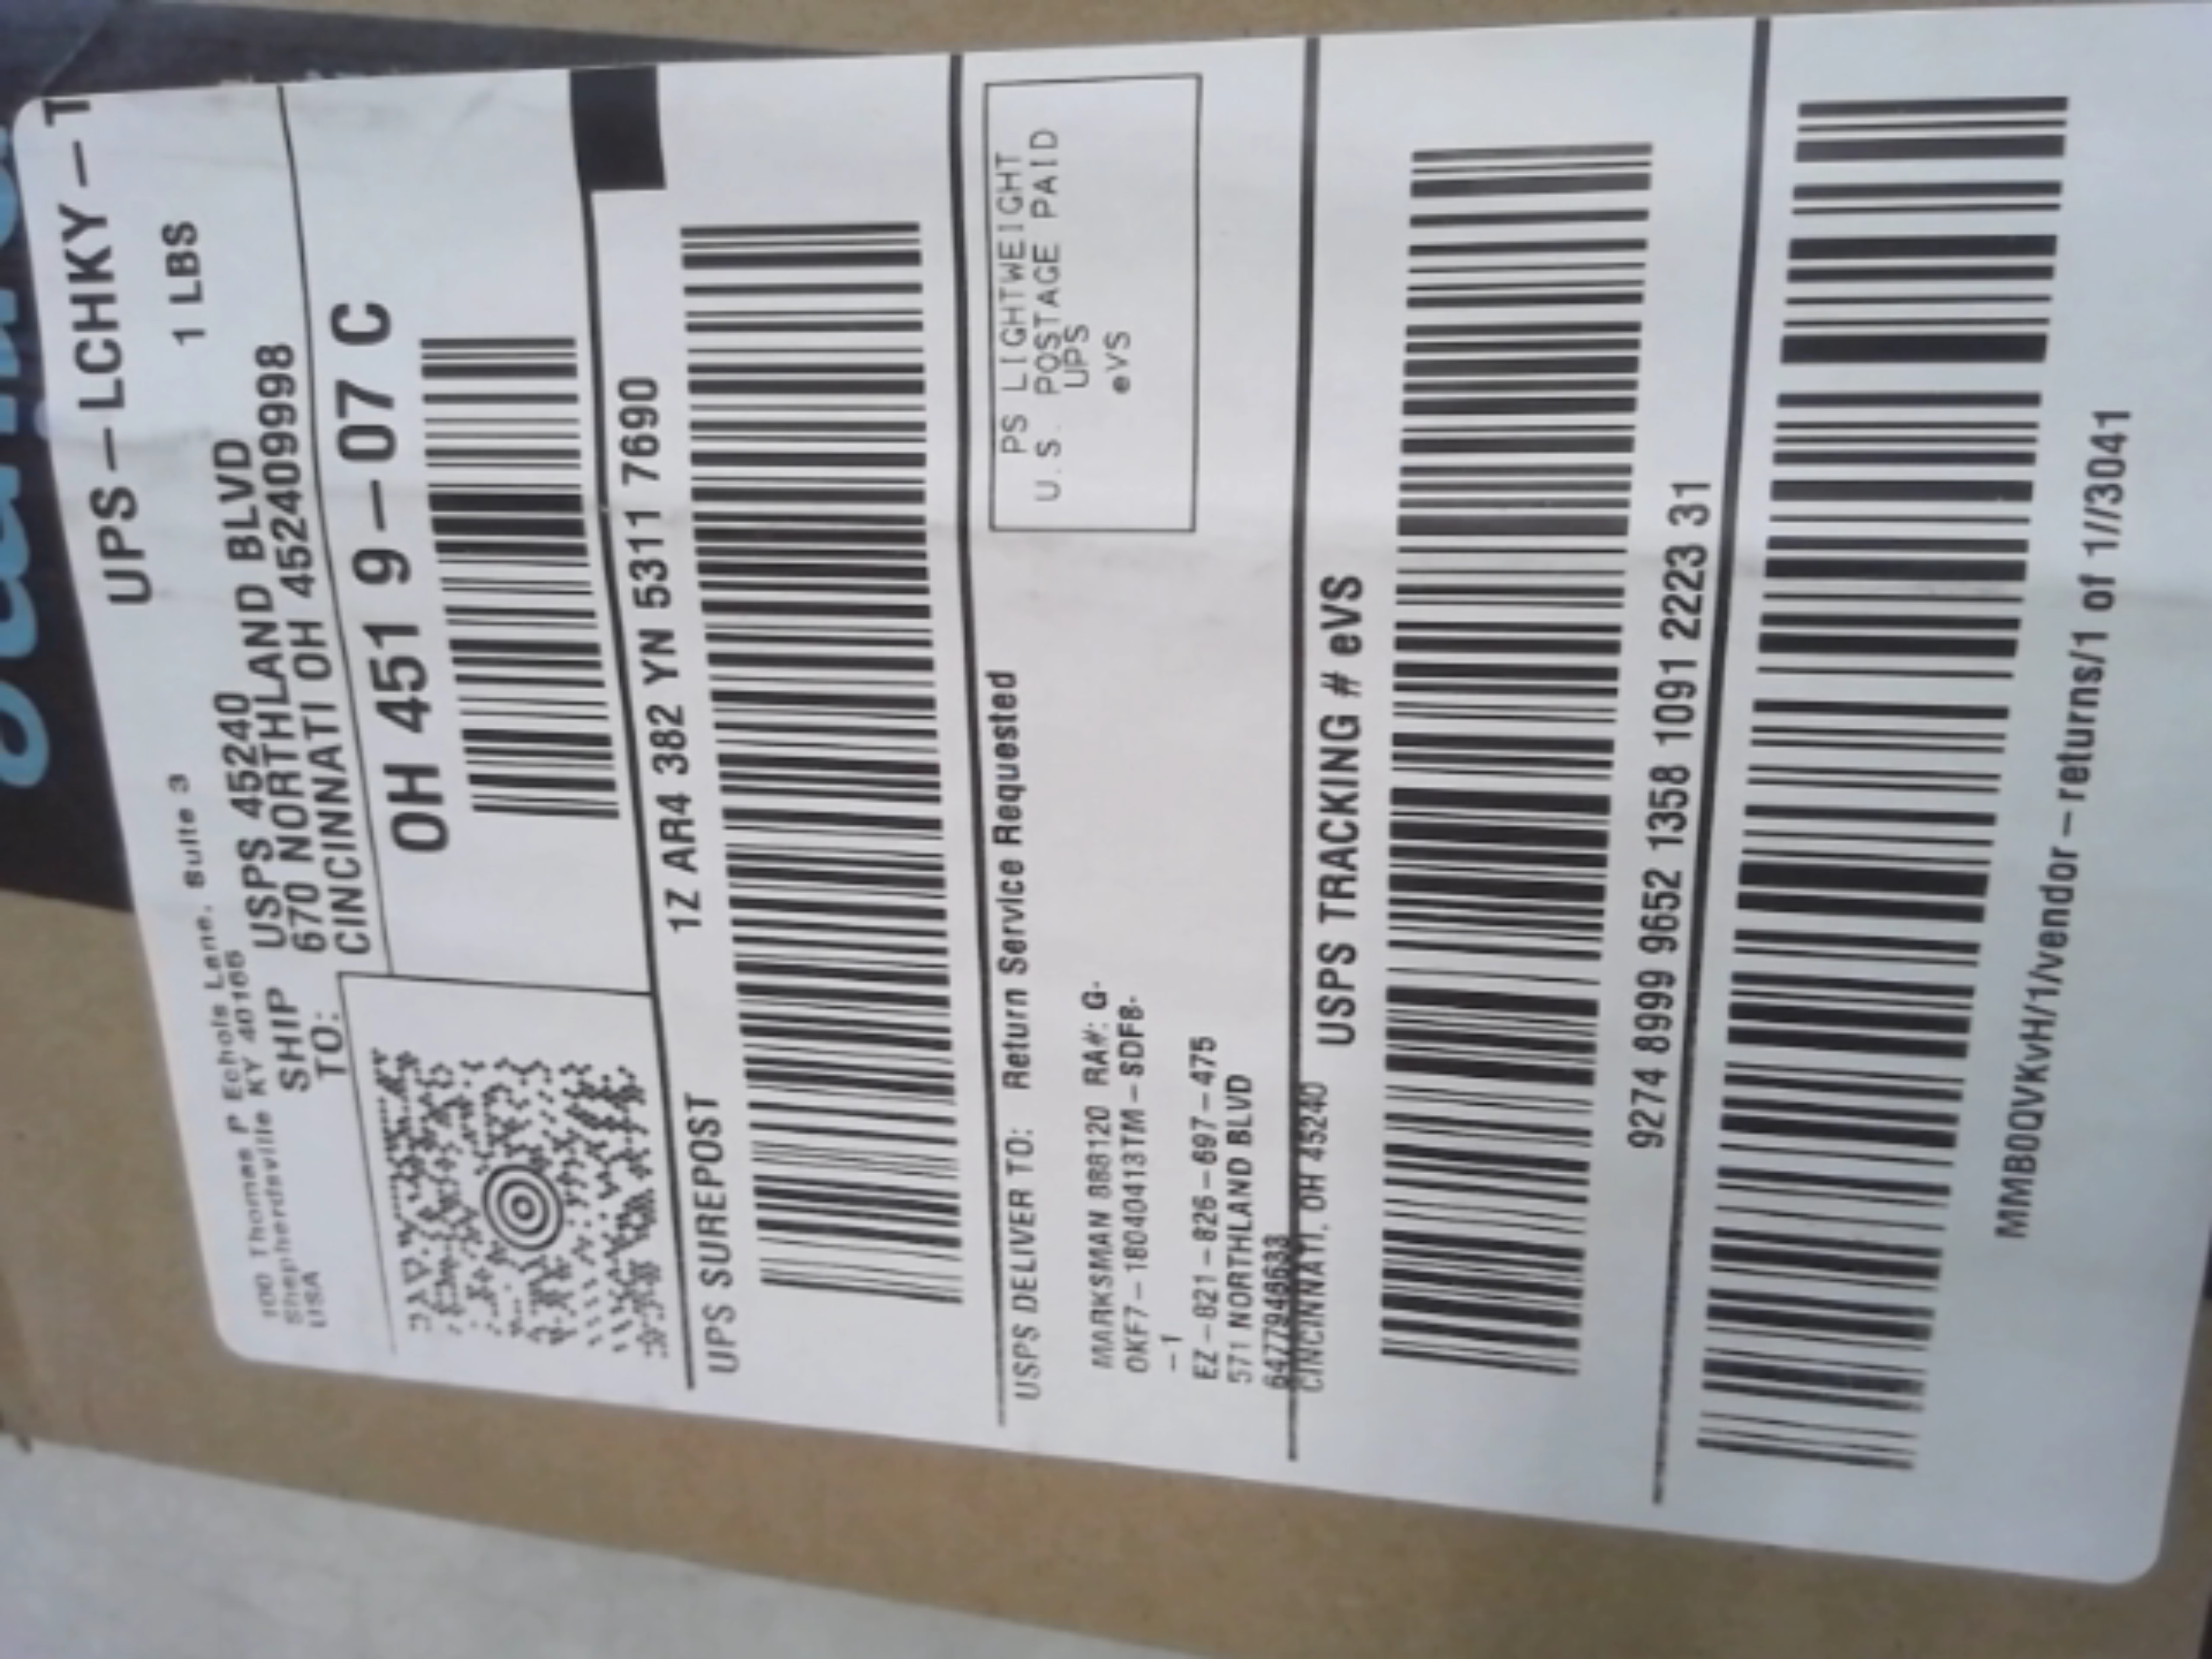 UPS-LCHKY-T
1 LBS
100 Thomas P Echols Lane, Suite 3
Shepherdsville KY 40165
USA
SHIP
TO:
USPS 45240
670 NORTHLAND BLVD
CINCINNATI OH 452409998
OH 451 9-07 C
UPS SUREPOST
1Z AR4 382 YN 5311 7690
USPS DELIVER TO:
Return Service Requested
PS LIGHTWEIGHT
U.S. POSTAGE PAID
UPS
eVS
MARKSMAN 888120 RA#: G-
OKF7-18040413TM-SDF8-
-1
EZ-821-826-697-475
571 NORTHLAND BLVD
CINCINNATI, OH 45240
USPS TRACKING # eVS
9274 8999 9652 1358 1091 2223 31
MMB0QVKvH/1/vendor-returns/1 of 1//3041